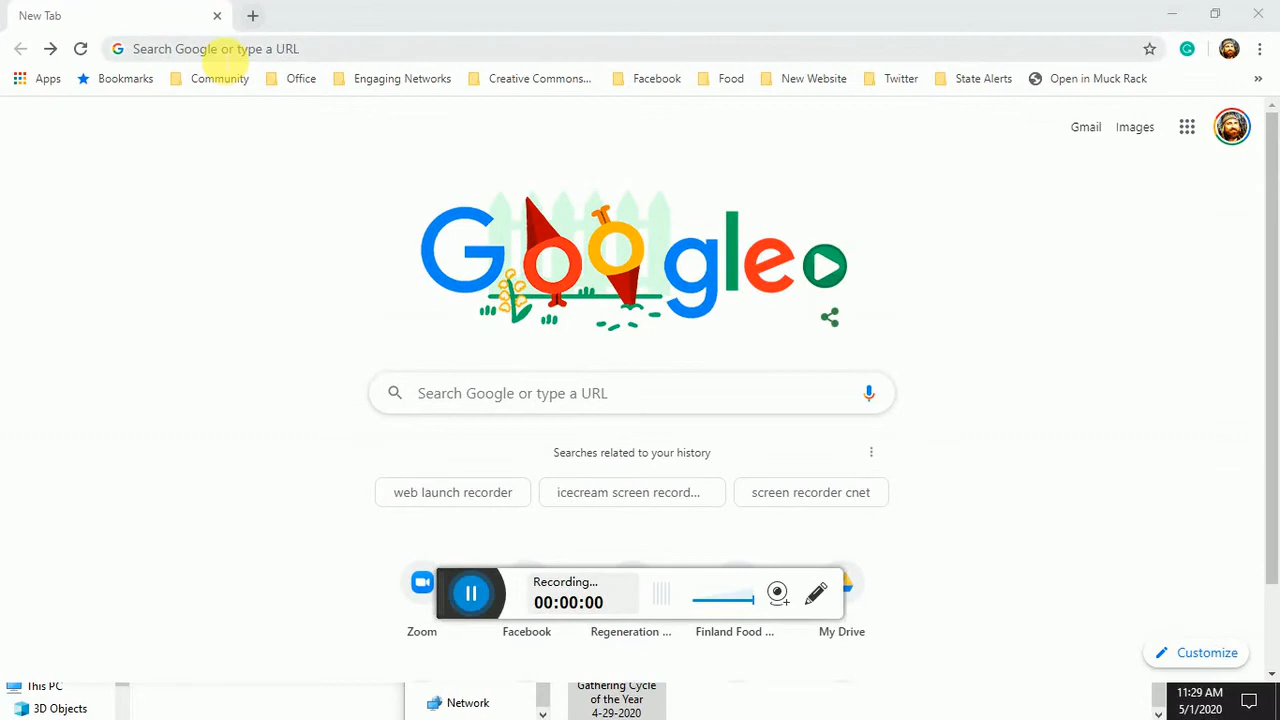 New Tab
Search Google or type a URL
Apps Bookmarks Community Office Engaging Networks Creative Commons... Facebook Food New Website Twitter State Alerts Open in Muck Rack »
Gmail Images
Google
Search Google or type a URL
Searches related to your history
web launch recorder icecream screen record... screen recorder cnet
Recording...
00:00:00
Zoom Facebook Regeneration ... Finland Food ... My Drive
Customize
This PC
3D Objects
Network
Gathering Cycle
of the Year
4-29-2020
11:29 AM
5/1/2020